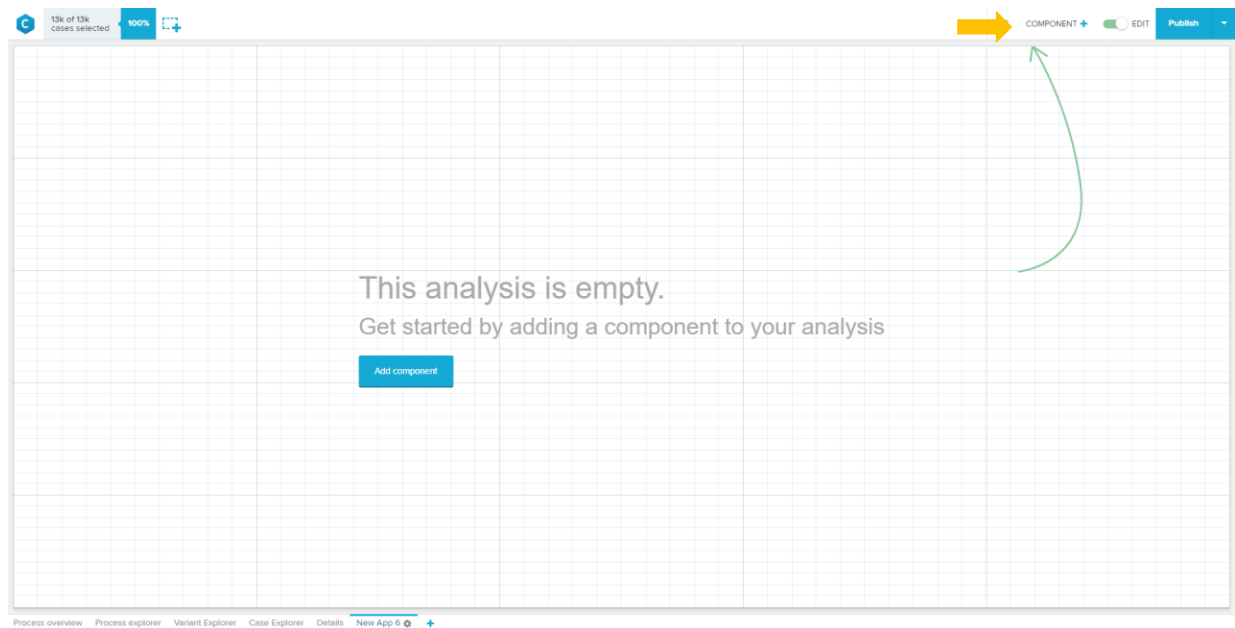 C
13k of 13k
cases selected
100%
COMPONENT +
EDIT
Publish
This analysis is empty.
Get started by adding a component to your analysis
Add component
Process overview Process explorer Variant Explorer Case Explorer Details New App 6 +